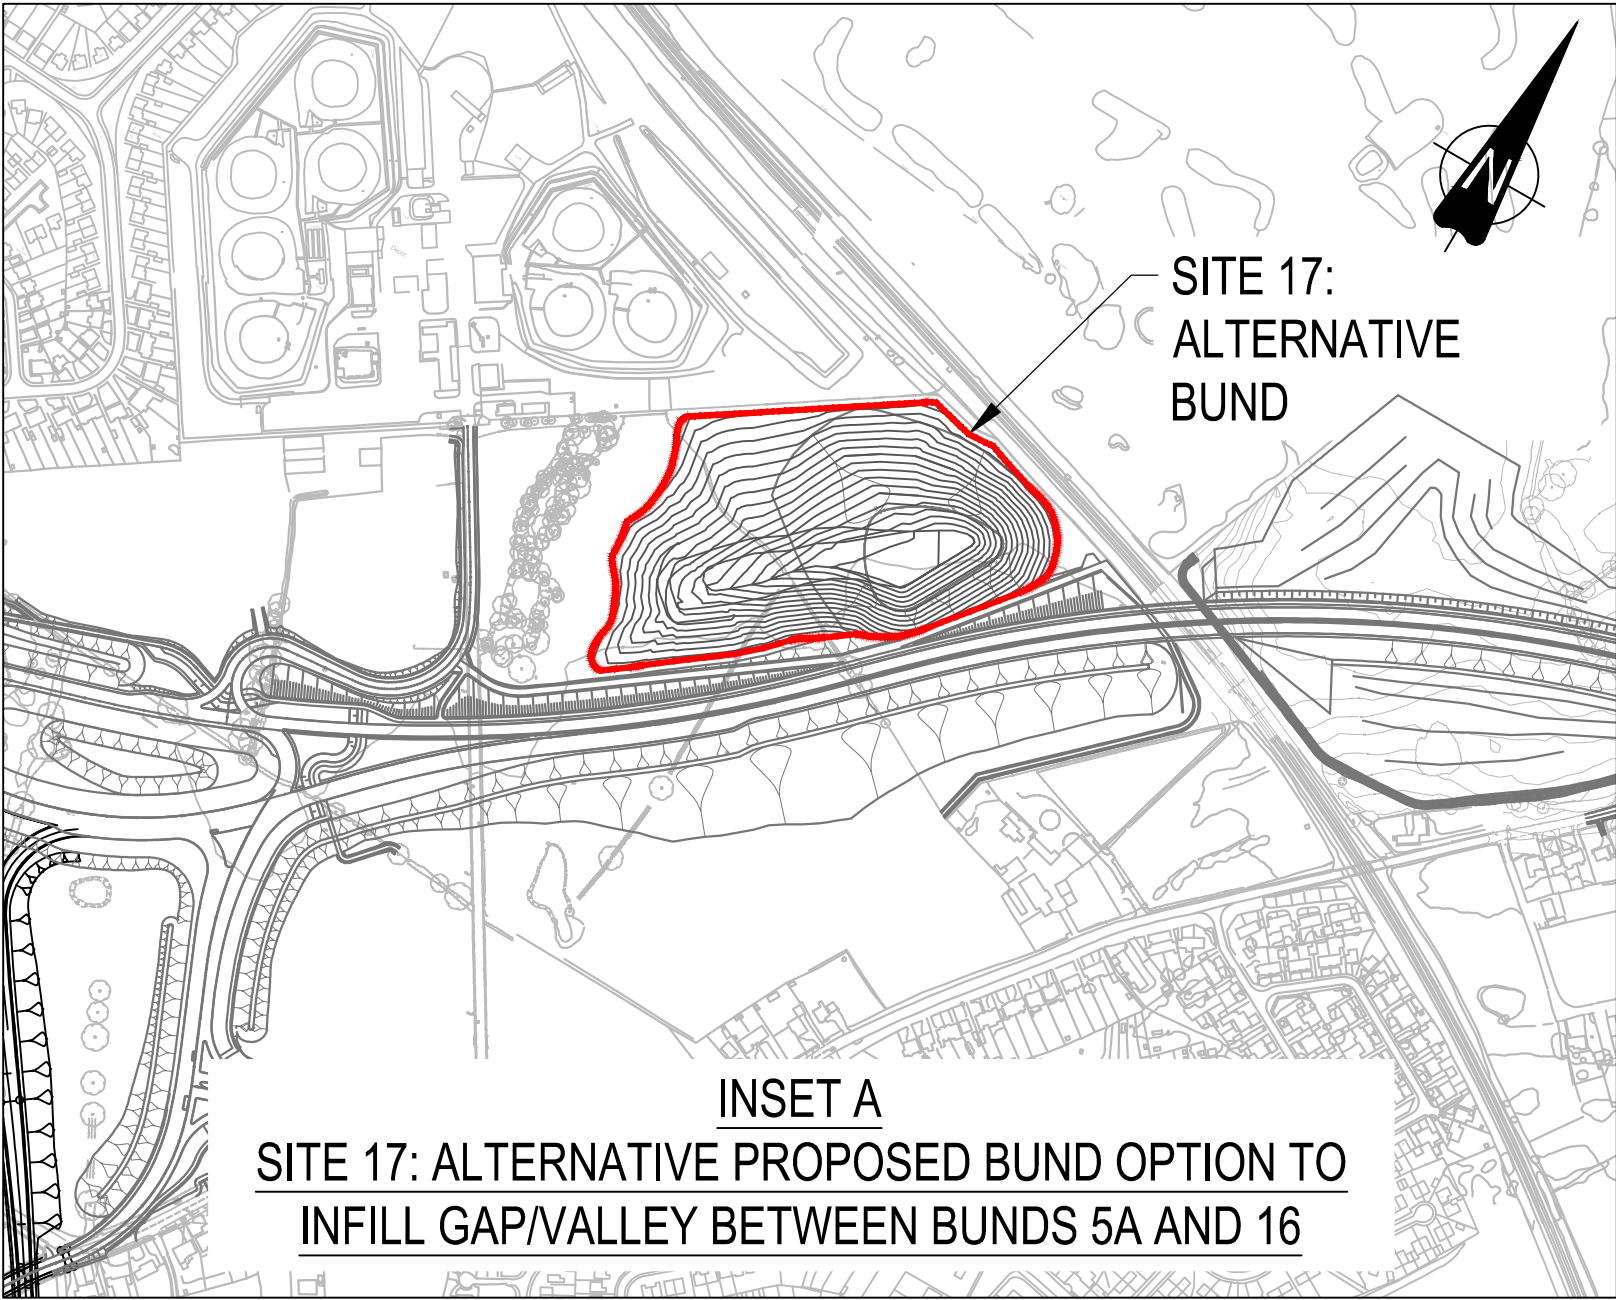 N
SITE 17:
ALTERNATIVE
BUND
INSET A
SITE 17: ALTERNATIVE PROPOSED BUND OPTION TO
INFILL GAP/VALLEY BETWEEN BUNDS 5A AND 16